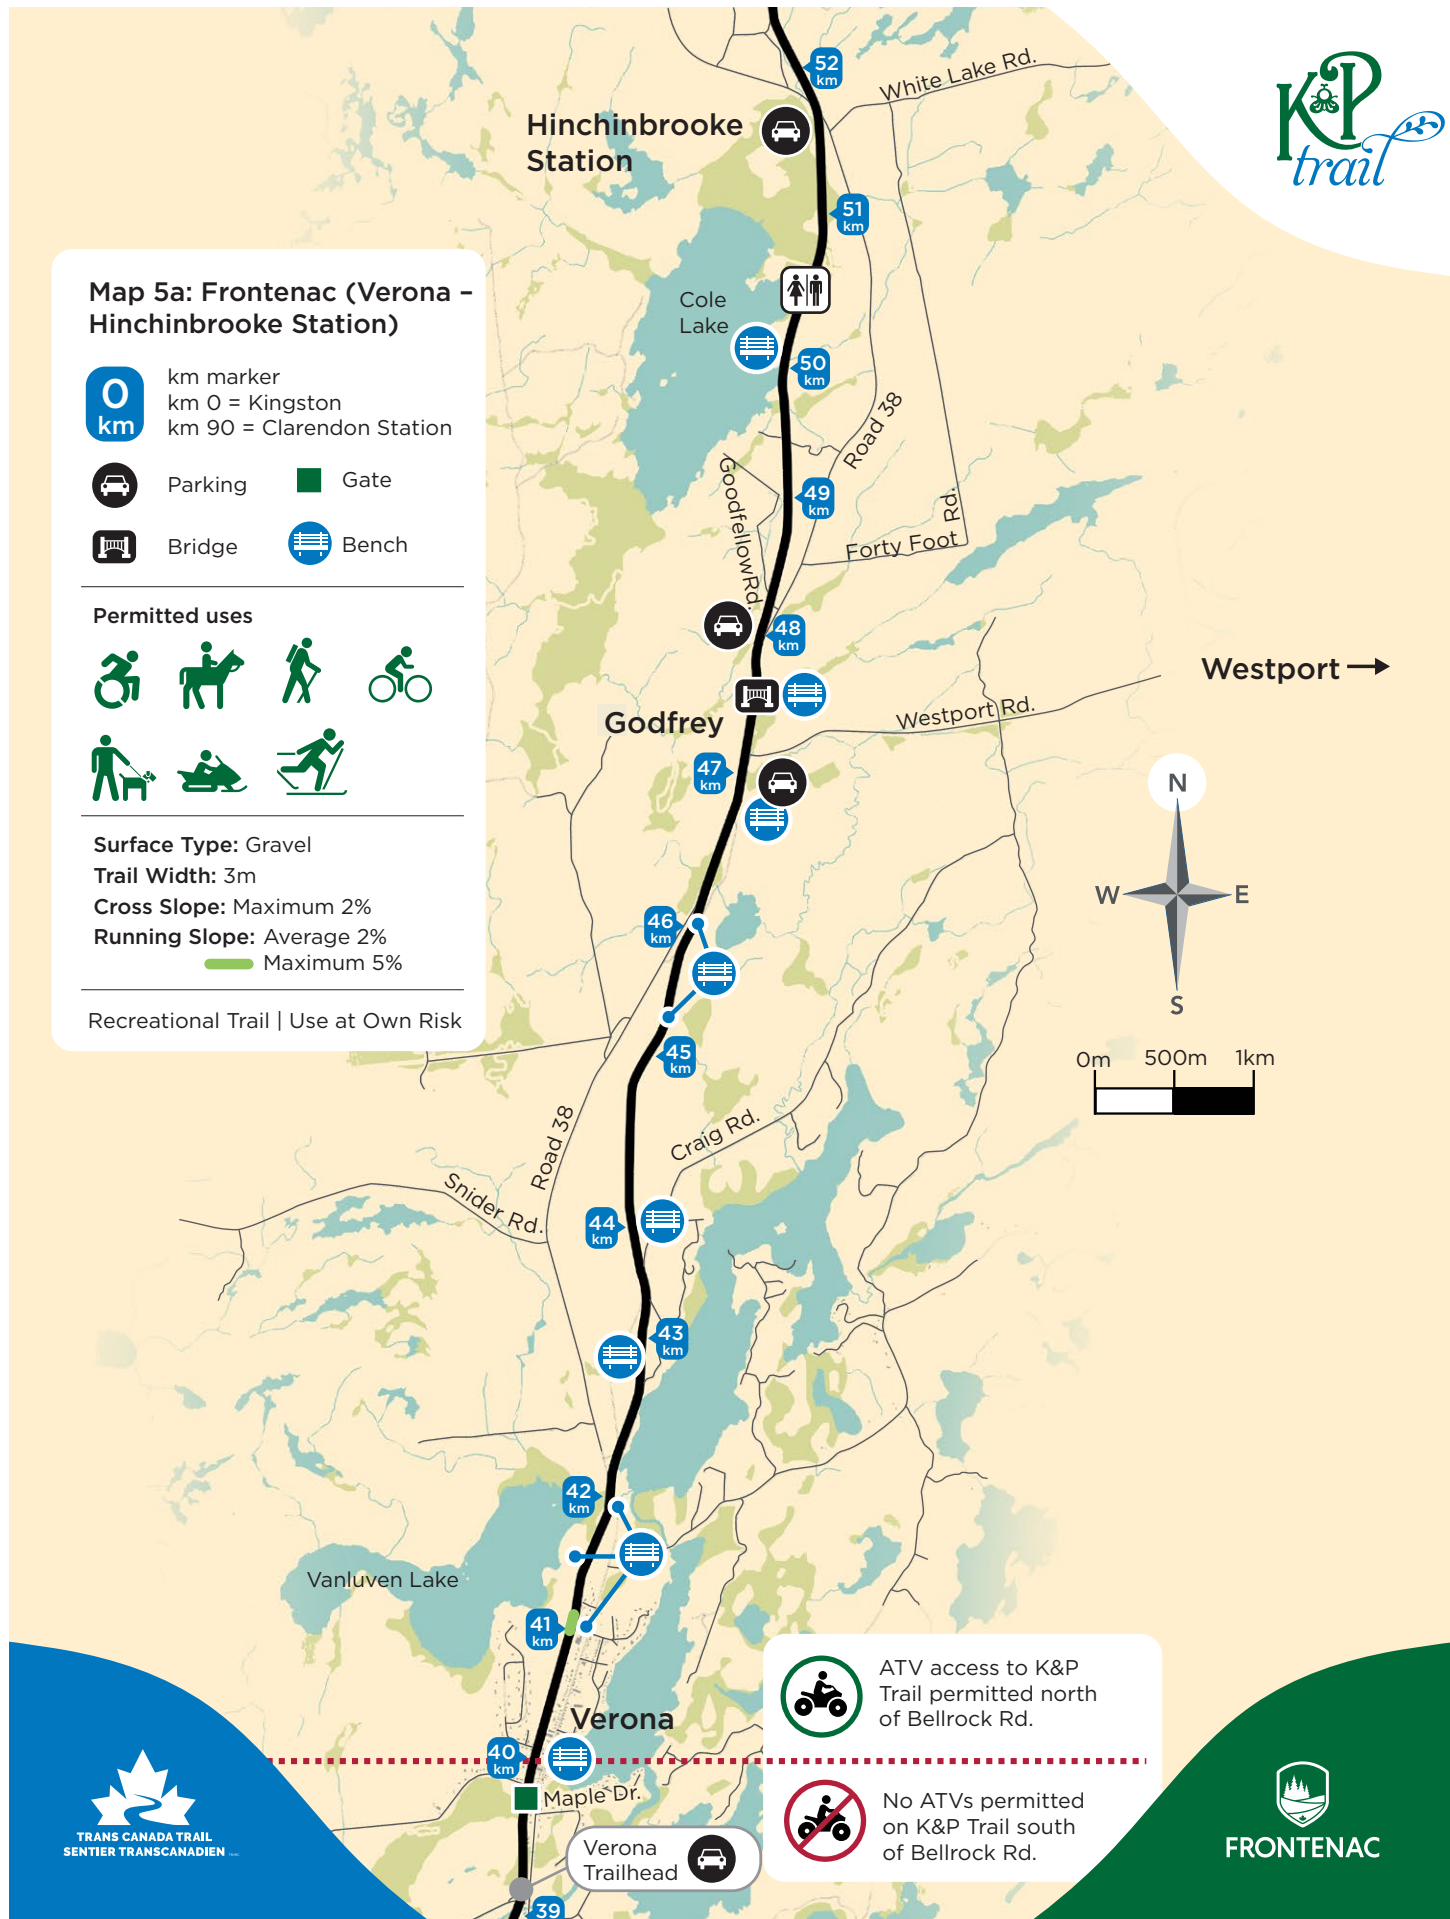 52
km
White Lake Rd.
K&P
trail
Hinchinbrooke
Station
51
km
Map 5a: Frontenac (Verona –
Hinchinbrooke Station)
0
km
km marker
km 0 = Kingston
km 90 = Clarendon Station
Parking
Gate
Bridge
Bench
Permitted uses
Surface Type: Gravel
Trail Width: 3m
Cross Slope: Maximum 2%
Running Slope: Average 2%
Maximum 5%
Recreational Trail | Use at Own Risk
Cole
Lake
50
km
Road 38
Goodfellow Rd.
49
km
Forty Foot Rd.
48
km
Westport
Godfrey
Westport Rd.
47
km
N
W
E
S
46
km
45
km
0m
500m
1km
Road 38
Craig Rd.
Snider Rd.
44
km
43
km
42
km
Vanluven Lake
41
km
Verona
40
km
Maple Dr.
Verona
Trailhead
39
ATV access to K&P
Trail permitted north
of Bellrock Rd.
No ATVs permitted
on K&P Trail south
of Bellrock Rd.
TRANS CANADA TRAIL
SENTIER TRANSCANADIEN
FRONTENAC